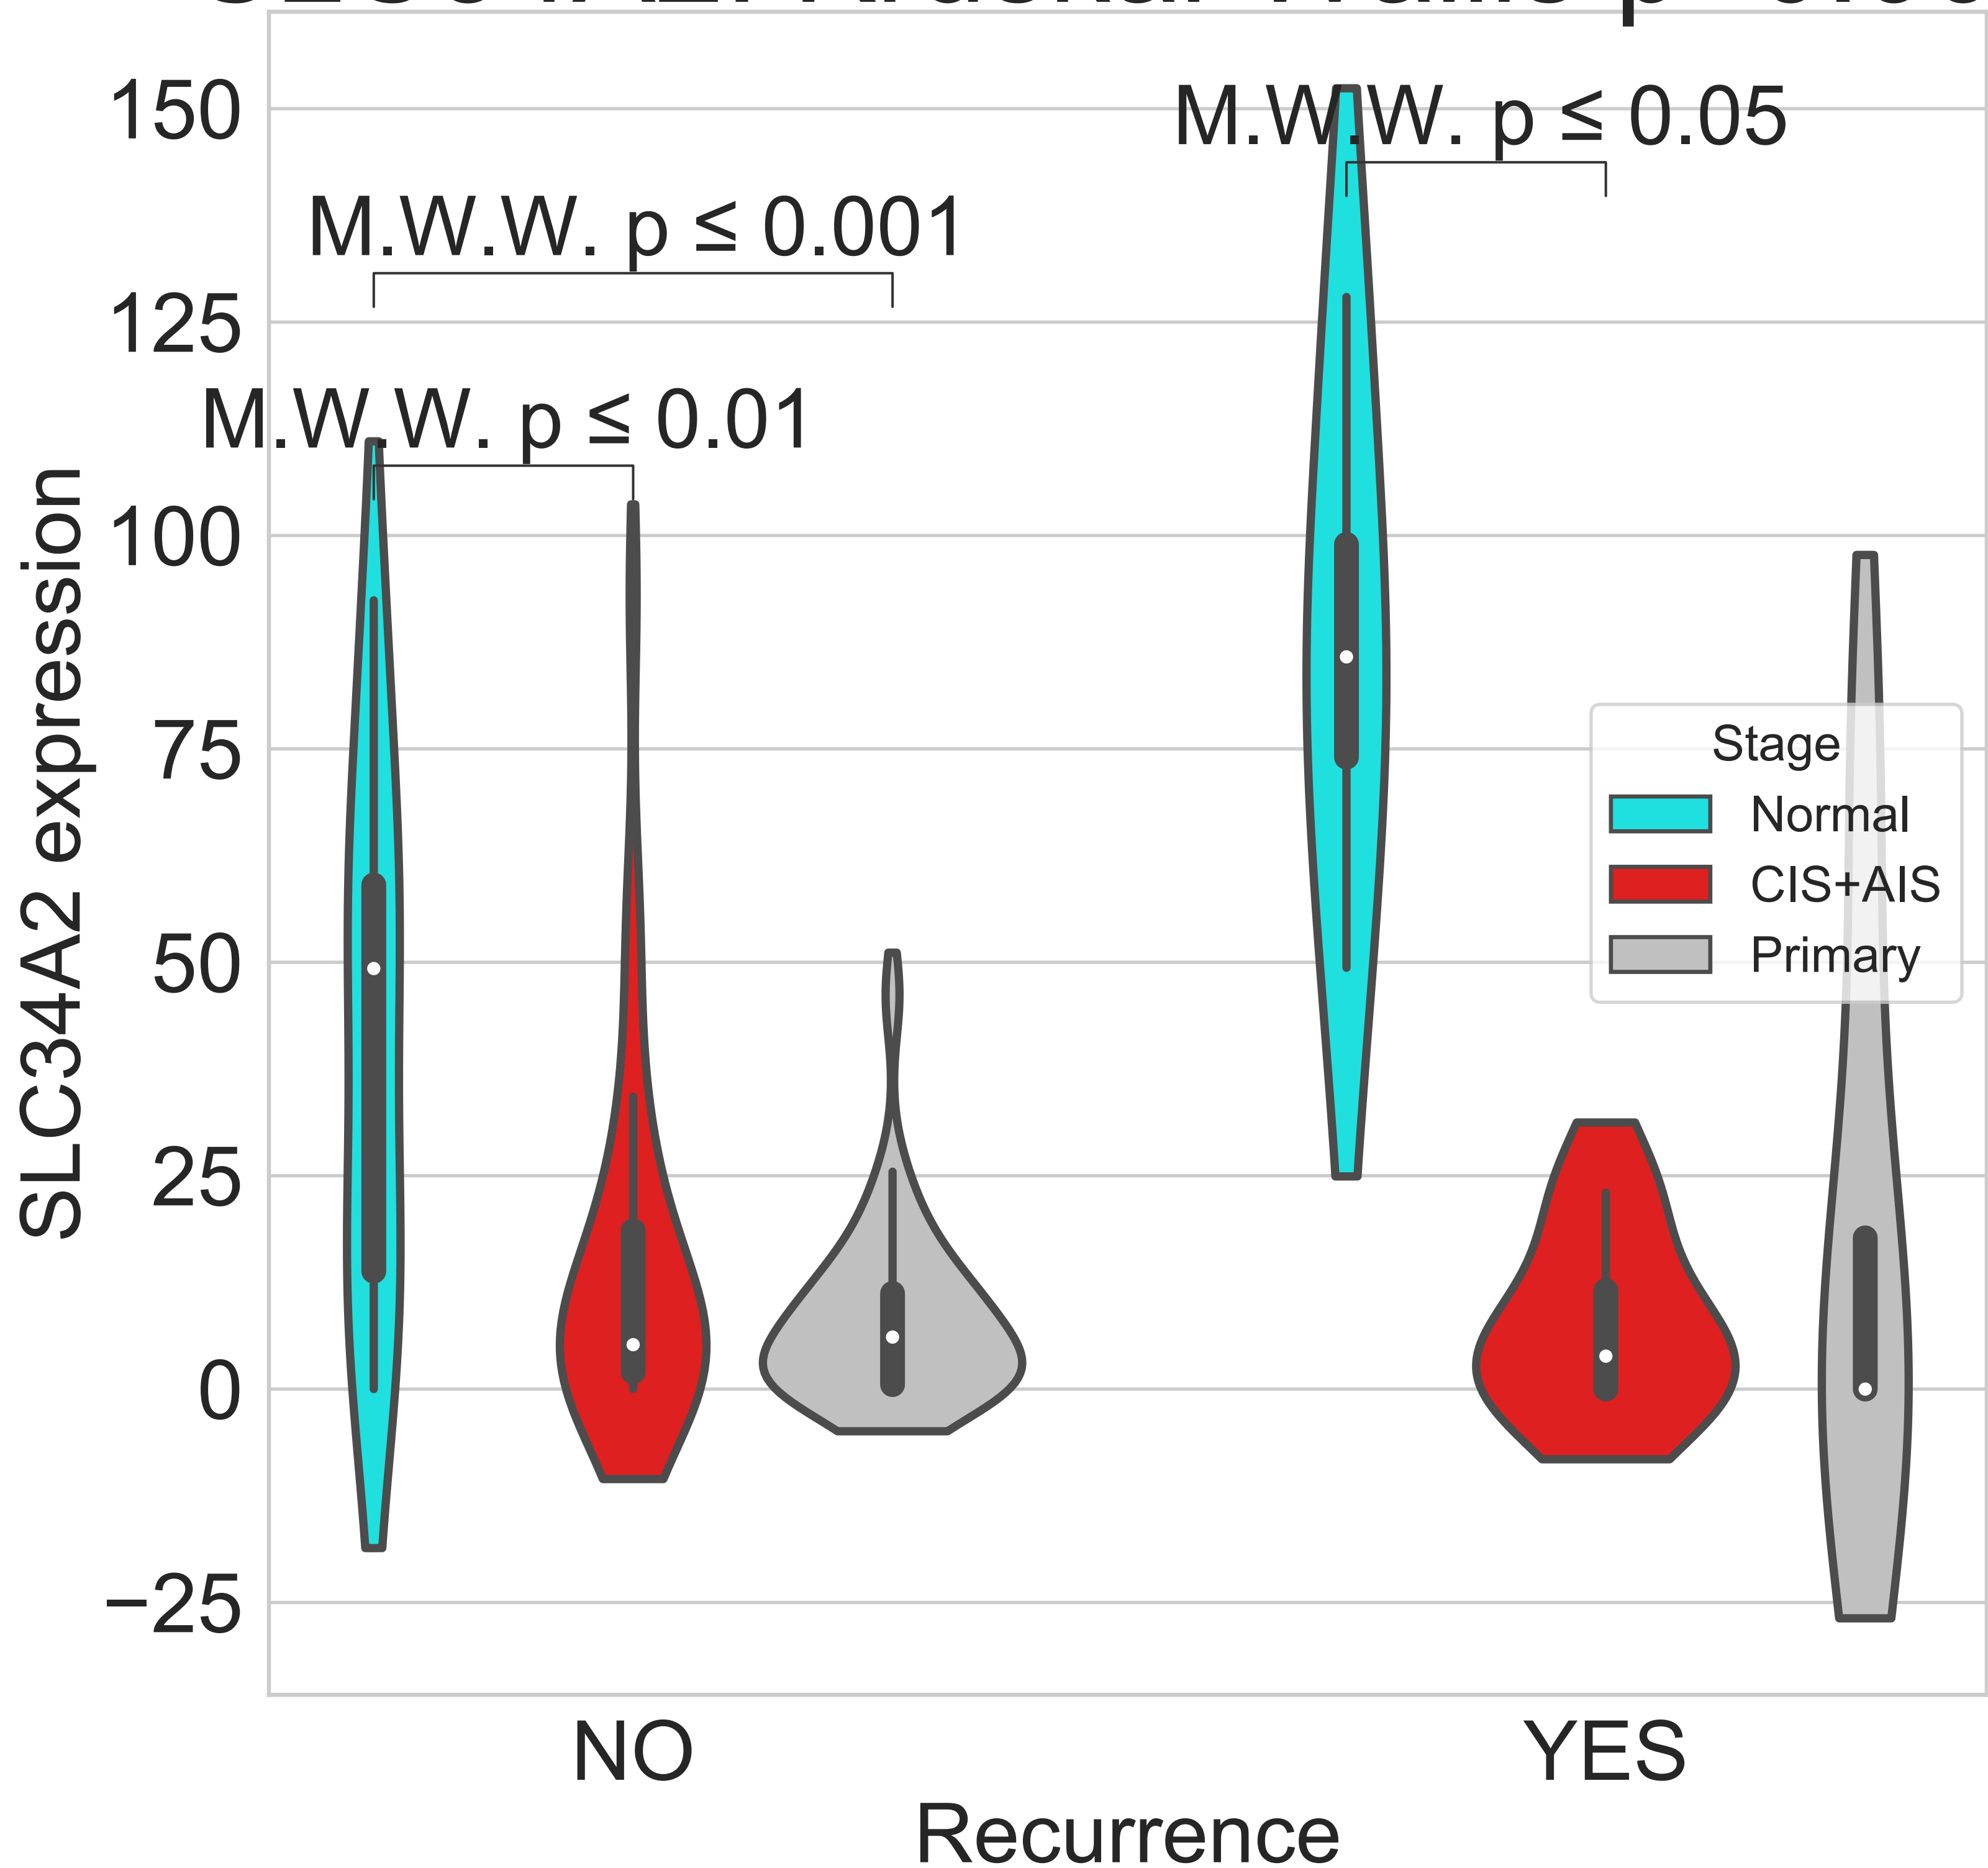 M.W.W. p ≤ 0.05
M.W.W. p ≤ 0.001
M.W.W. p ≤ 0.01
150
125
100
75
50
25
0
−25
SLC34A2 expression
Stage
Normal
CIS+AIS
Primary
NO
YES
Recurrence